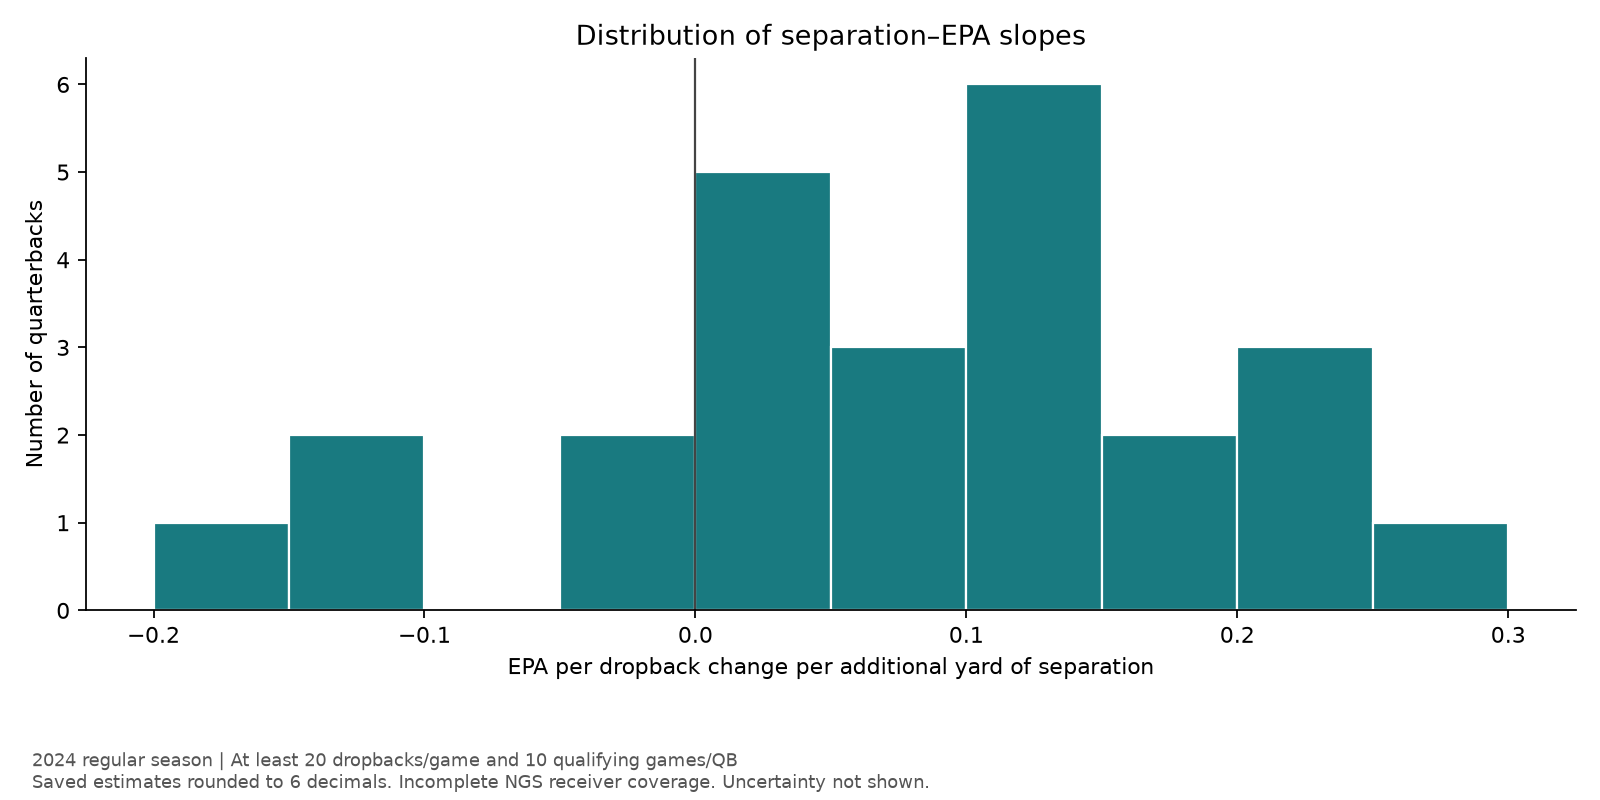 Distribution of separation–EPA slopes
Number of quarterbacks
6
5
4
3
2
1
0
−0.2
−0.1
0.0
0.1
0.2
0.3
EPA per dropback change per additional yard of separation
2024 regular season | At least 20 dropbacks/game and 10 qualifying games/QB
Saved estimates rounded to 6 decimals. Incomplete NGS receiver coverage. Uncertainty not shown.